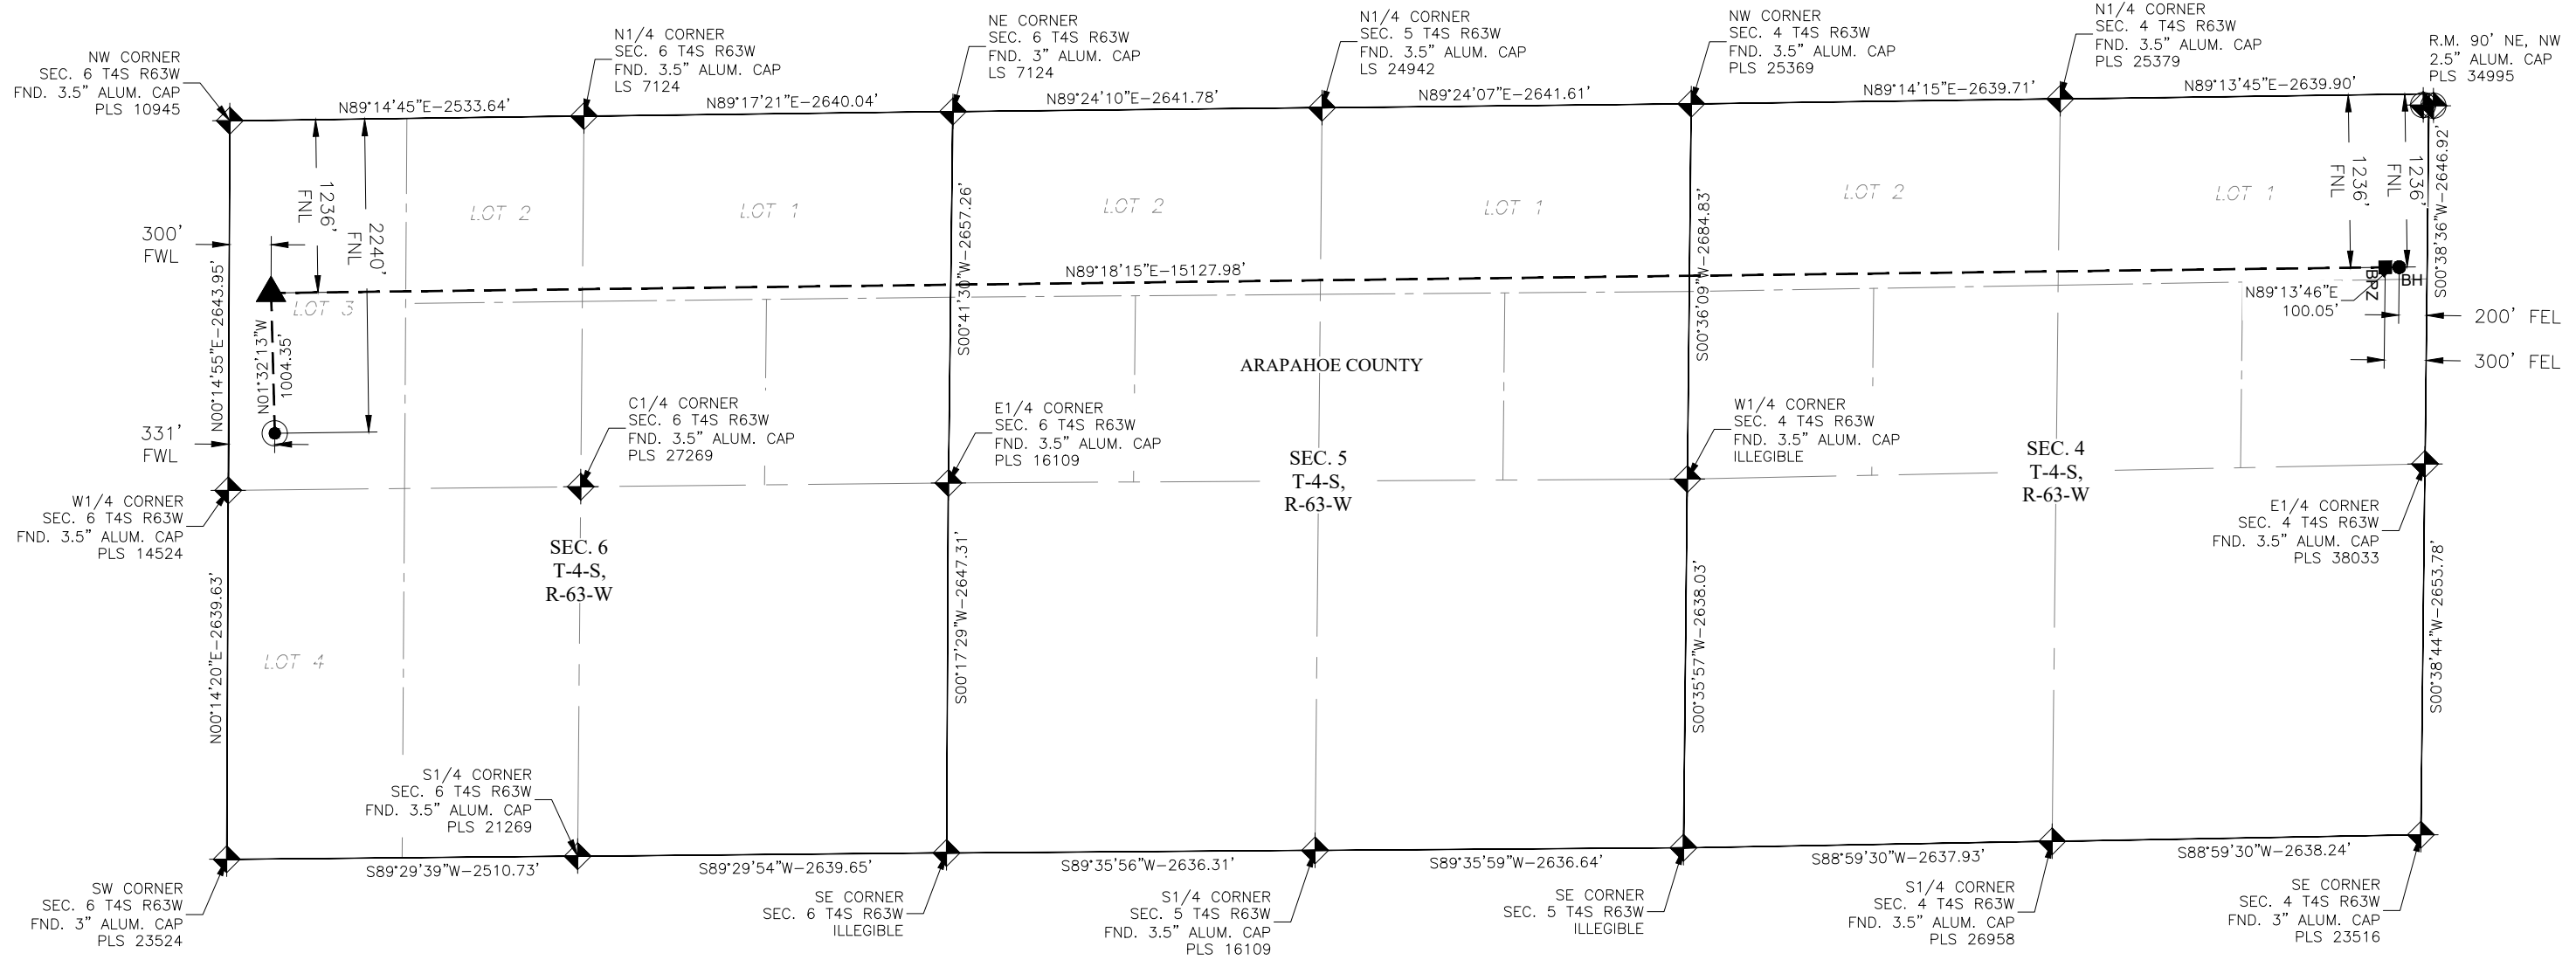 NW CORNER
SEC. 6 T4S R63W
FND. 3.5" ALUM. CAP
PLS 10945
N1/4 CORNER
SEC. 6 T4S R63W
FND. 3.5" ALUM. CAP
LS 7124
NE CORNER
SEC. 6 T4S R63W
FND. 3" ALUM. CAP
LS 7124
N1/4 CORNER
SEC. 5 T4S R63W
FND. 3.5" ALUM. CAP
LS 24942
NW CORNER
SEC. 4 T4S R63W
FND. 3.5" ALUM. CAP
PLS 25369
N1/4 CORNER
SEC. 4 T4S R63W
FND. 3.5" ALUM. CAP
PLS 25379
R.M. 90' NE, NW
2.5" ALUM. CAP
PLS 34995
N89°14'45"E-2533.64'
N89°17'21"E-2640.04'
N89°24'10"E-2641.78'
N89°24'07"E-2641.61'
N89°14'15"E-2639.71'
N89°13'45"E-2639.90'
1236'
FNL
2240'
FNL
LOT 2
LOT 1
LOT 2
LOT 1
LOT 2
LOT 1
1236'
FNL
1236'
FNL
300'
FWL
N00°14'55"E-2643.95'
S00°41'30"W-2657.26'
S00°36'09"W-2684.83'
S00°38'36"W-2646.92'
N89°18'15"E-15127.98'
LOT 3
N01°32'13"W
1004.35'
BPZ
BH
N89°13'46"E
100.05'
200' FEL
300' FEL
ARAPAHOE COUNTY
331'
FWL
C1/4 CORNER
SEC. 6 T4S R63W
FND. 3.5" ALUM. CAP
PLS 27269
E1/4 CORNER
SEC. 6 T4S R63W
FND. 3.5" ALUM. CAP
PLS 16109
W1/4 CORNER
SEC. 4 T4S R63W
FND. 3.5" ALUM. CAP
ILLEGIBLE
SEC. 5
T-4-S,
R-63-W
SEC. 4
T-4-S,
R-63-W
W1/4 CORNER
SEC. 6 T4S R63W
FND. 3.5" ALUM. CAP
PLS 14524
E1/4 CORNER
SEC. 4 T4S R63W
FND. 3.5" ALUM. CAP
PLS 38033
SEC. 6
T-4-S,
R-63-W
N00°14'20"E-2639.63'
S00°17'29"W-2647.31'
S00°35'57"W-2638.03'
S00°38'44"W-2653.78'
LOT 4
S1/4 CORNER
SEC. 6 T4S R63W
FND. 3.5" ALUM. CAP
PLS 21269
S89°29'39"W-2510.73'
S89°29'54"W-2639.65'
S89°35'56"W-2636.31'
S89°35'59"W-2636.64'
S88°59'30"W-2637.93'
S88°59'30"W-2638.24'
SW CORNER
SEC. 6 T4S R63W
FND. 3" ALUM. CAP
PLS 23524
SE CORNER
SEC. 6 T4S R63W
ILLEGIBLE
S1/4 CORNER
SEC. 5 T4S R63W
FND. 3.5" ALUM. CAP
PLS 16109
SE CORNER
SEC. 5 T4S R63W
ILLEGIBLE
S1/4 CORNER
SEC. 4 T4S R63W
FND. 3.5" ALUM. CAP
PLS 26958
SE CORNER
SEC. 4 T4S R63W
FND. 3" ALUM. CAP
PLS 23516